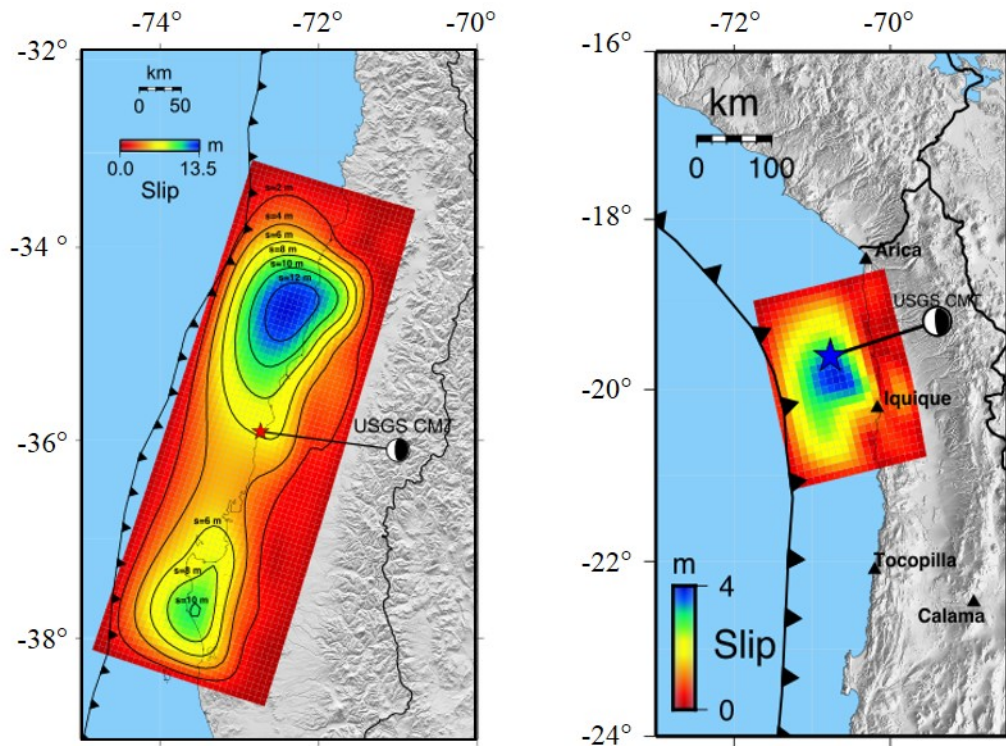 -74° -72° -70°
-32°
-34°
-36°
-38°
km
0 50
m
0.0 13.5
Slip
s=2 m
s=4 m
s=6 m
s=8 m
s=10 m
s=12 m
USGS CMT
s=6 m
s=8 m
s=10 m
-72° -70°
-16°
-18°
-20°
-22°
-24°
km
0 100
Arica
USGS CMT
Iquique
Tocopilla
Calama
m
4
Slip
0